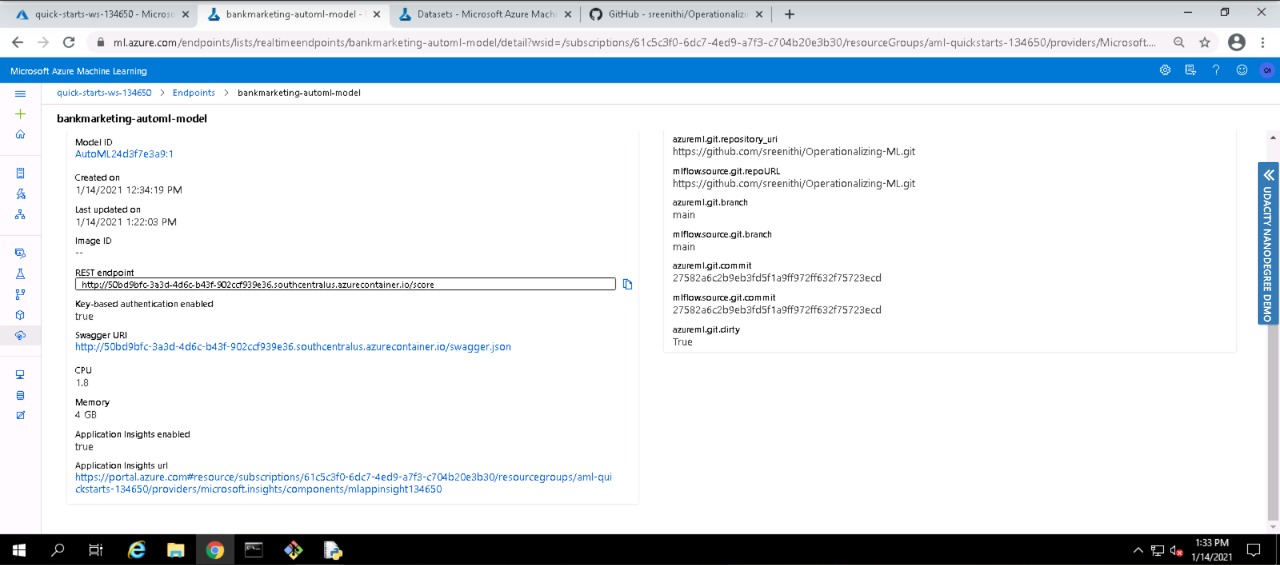 quick-starts-ws-134650 - Micros
bankmarketing-automl-model -
Datasets - Microsoft Azure Machi
GitHub - sreenithi/Operationalizi
ml.azure.com/endpoints/lists/realtimeendpoints/bankmarketing-automl-model/detail?wsid=/subscriptions/61c5c3f0-6dc7-4ed9-a7f3-c704b20e3b30/resourceGroups/aml-quickstarts-134650/providers/Microsoft....
Microsoft Azure Machine Learning
quick-starts-ws-134650 > Endpoints > bankmarketing-automl-model
bankmarketing-automl-model
Model ID
AutoML24d3f7e3a9:1
Created on
1/14/2021 12:34:19 PM
Last updated on
1/14/2021 1:22:03 PM
Image ID
--
REST endpoint
http://50bd9bfc-3a3d-4d6c-b43f-902ccf939e36.southcentralus.azurecontainer.io/score
Key-based authentication enabled
true
Swagger URI
http://50bd9bfc-3a3d-4d6c-b43f-902ccf939e36.southcentralus.azurecontainer.io/swagger.json
CPU
1.8
Memory
4 GB
Application Insights enabled
true
Application Insights url
https://portal.azure.com#resource/subscriptions/61c5c3f0-6dc7-4ed9-a7f3-c704b20e3b30/resourcegroups/aml-qui
ckstarts-134650/providers/microsoft.insights/components/mlappinsight134650
azureml.git.repository_uri
https://github.com/sreenithi/Operationalizing-ML.git
mlflow.source.git.repoURL
https://github.com/sreenithi/Operationalizing-ML.git
azureml.git.branch
main
mlflow.source.git.branch
main
azureml.git.commit
27582a6c2b9eb3fd5f1a9ff972ff632f75723ecd
mlflow.source.git.commit
27582a6c2b9eb3fd5f1a9ff972ff632f75723ecd
azureml.git.dirty
True
UDACITY NANODEGREE DEMO
1:33 PM
1/14/2021